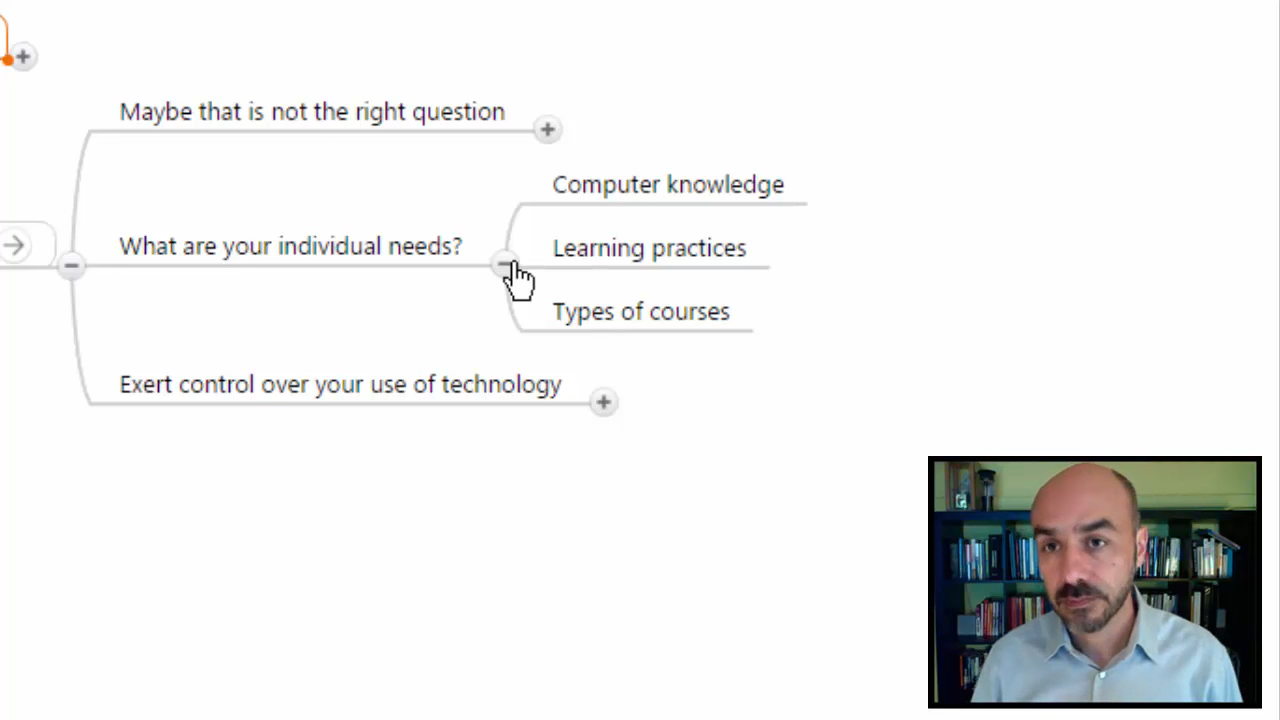 Maybe that is not the right question
What are your individual needs?
Computer knowledge
Learning practices
Types of courses
Exert control over your use of technology